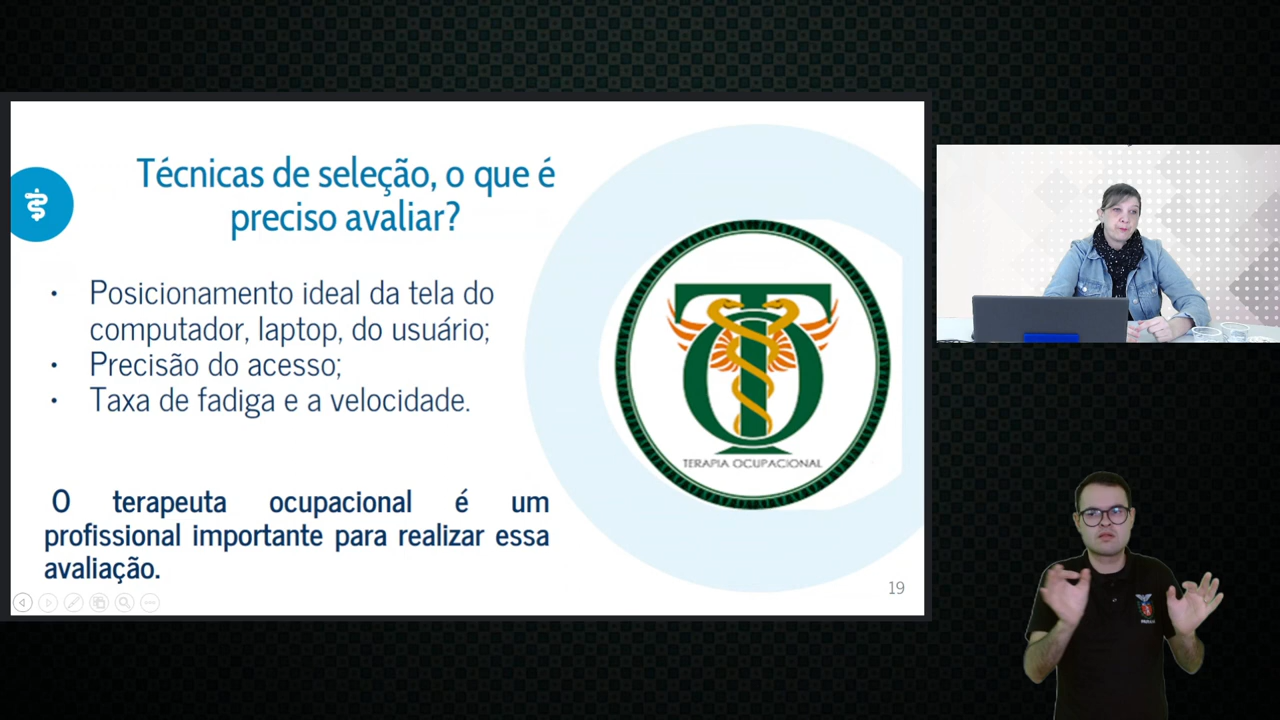 Técnicas de seleção, o que é
preciso avaliar?
• Posicionamento ideal da tela do
computador, laptop, do usuário;
• Precisão do acesso;
• Taxa de fadiga e a velocidade.
O terapeuta ocupacional é um
profissional importante para realizar essa
avaliação.
TO
TERAPIA OCUPACIONAL
19